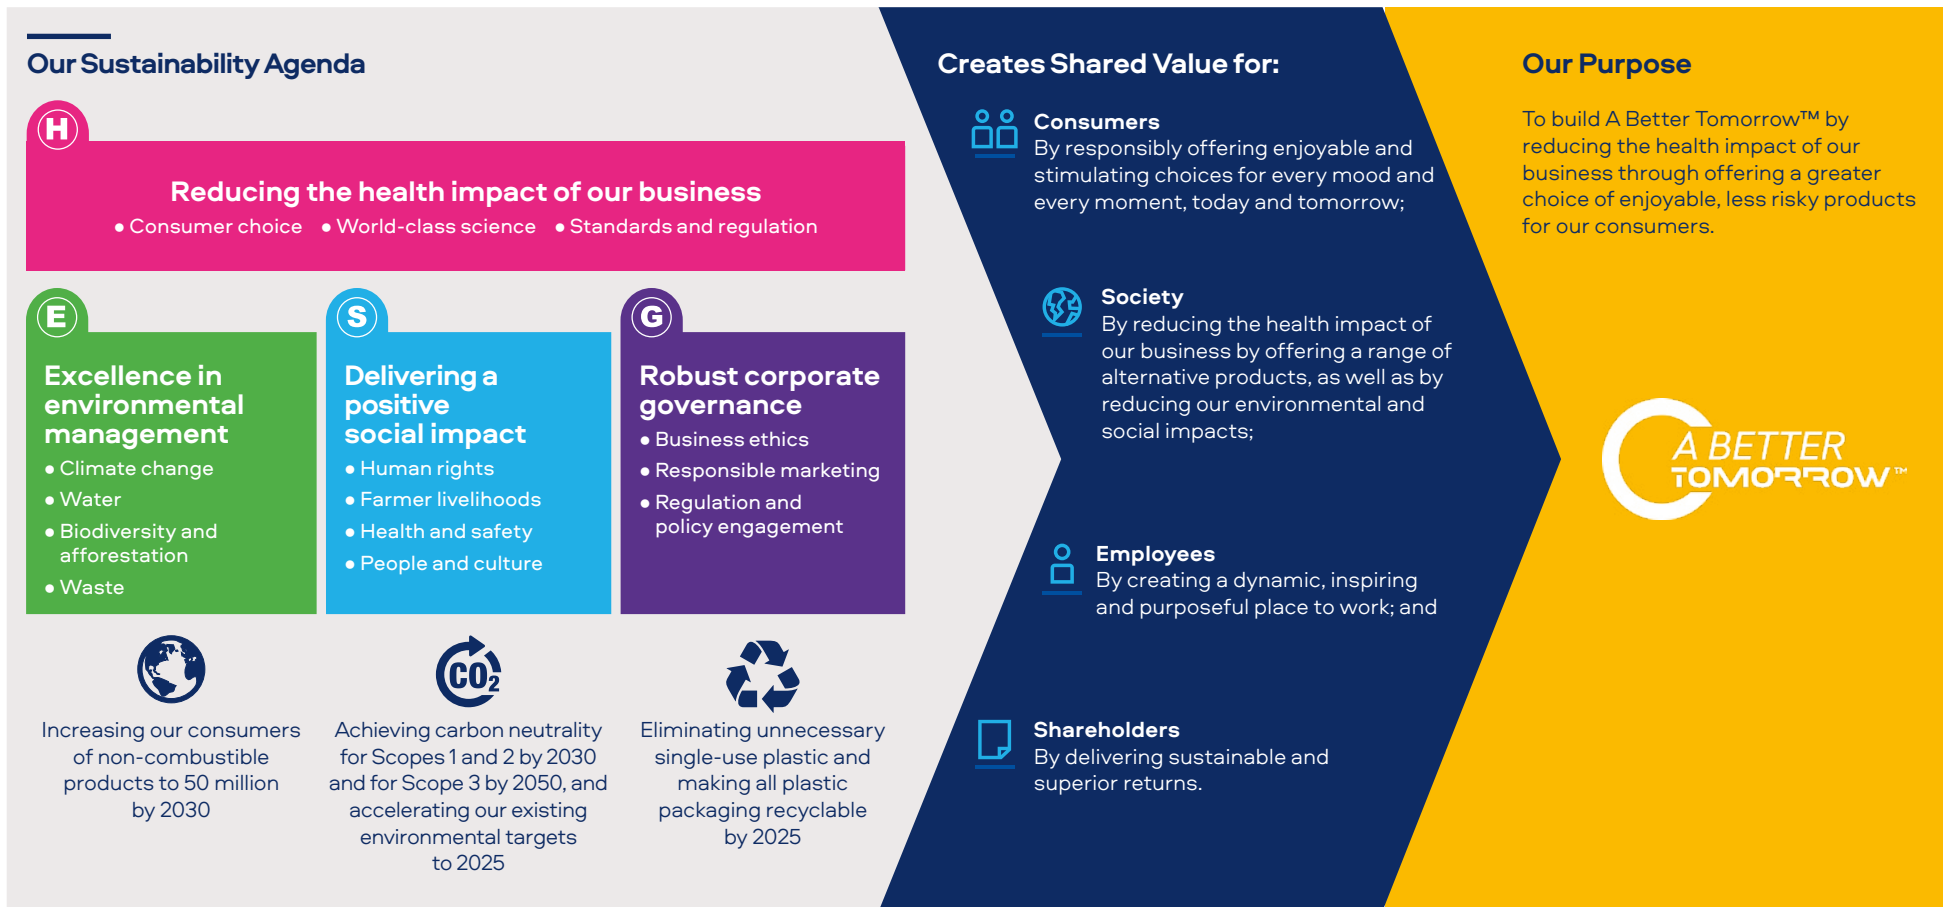 Our Sustainability Agenda
H
Reducing the health impact of our business
• Consumer choice • World-class science • Standards and regulation
E
Excellence in
environmental
management
• Climate change
• Water
• Biodiversity and
afforestation
• Waste
S
Delivering a
positive
social impact
• Human rights
• Farmer livelihoods
• Health and safety
• People and culture
G
Robust corporate
governance
• Business ethics
• Responsible marketing
• Regulation and
policy engagement
Increasing our consumers
of non-combustible
products to 50 million
by 2030
CO2
Achieving carbon neutrality
for Scopes 1 and 2 by 2030
and for Scope 3 by 2050, and
accelerating our existing
environmental targets
to 2025
Eliminating unnecessary
single-use plastic and
making all plastic
packaging recyclable
by 2025
Creates Shared Value for:
Consumers
By responsibly offering enjoyable and
stimulating choices for every mood and
every moment, today and tomorrow;
Society
By reducing the health impact of
our business by offering a range of
alternative products, as well as by
reducing our environmental and
social impacts;
Employees
By creating a dynamic, inspiring
and purposeful place to work; and
Shareholders
By delivering sustainable and
superior returns.
Our Purpose
To build A Better Tomorrow™ by
reducing the health impact of our
business through offering a greater
choice of enjoyable, less risky products
for our consumers.
A BETTER
TOMORROW™